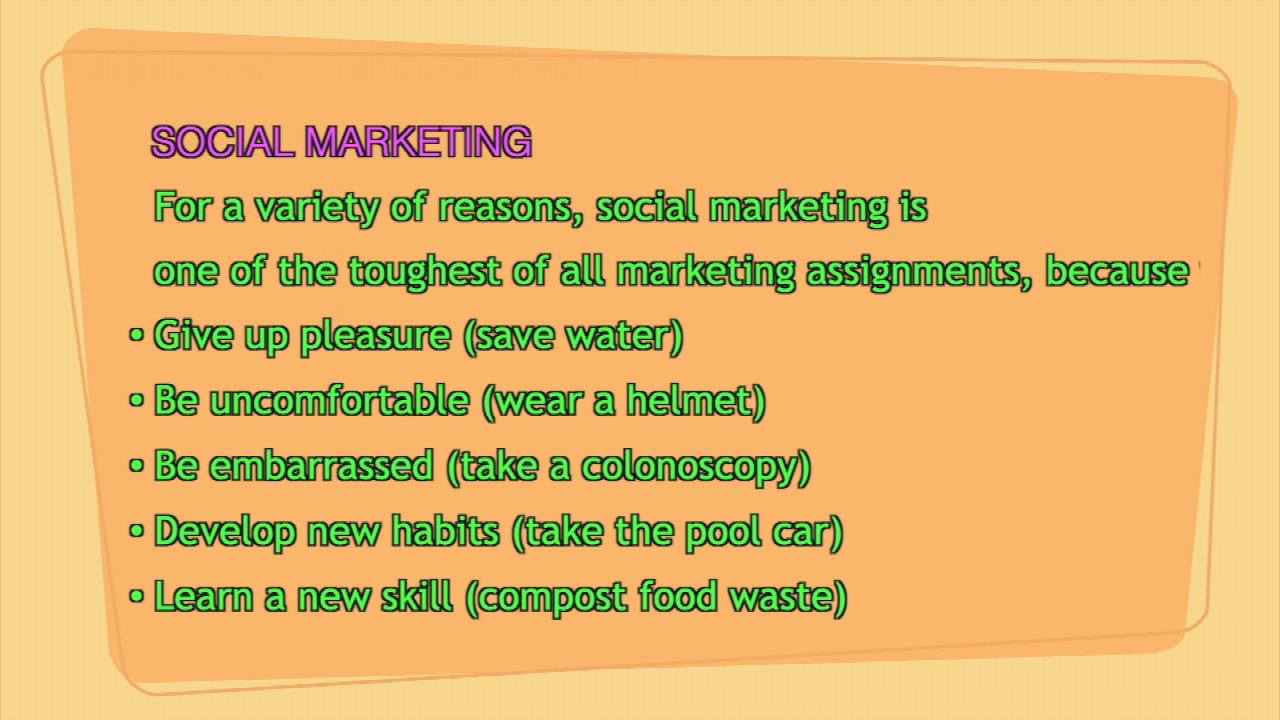 SOCIAL MARKETING
For a variety of reasons, social marketing is
one of the toughest of all marketing assignments, because
• Give up pleasure (save water)
• Be uncomfortable (wear a helmet)
• Be embarrassed (take a colonoscopy)
• Develop new habits (take the pool car)
• Learn a new skill (compost food waste)